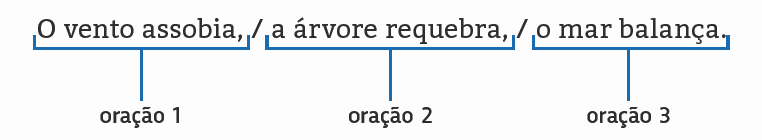 O vento assobia, / a árvore requebra, / o mar balança.
oração 1 oração 2 oração 3